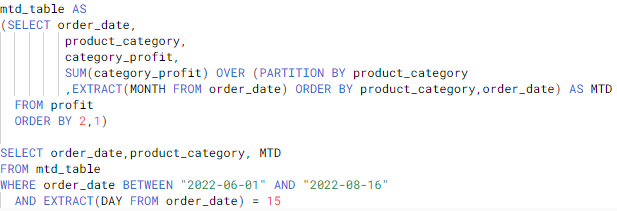 mtd_table AS
(SELECT order_date,
product_category,
category_profit,
SUM(category_profit) OVER (PARTITION BY product_category
,EXTRACT(MONTH FROM order_date) ORDER BY product_category,order_date) AS MTD
FROM profit
ORDER BY 2,1)
SELECT order_date,product_category, MTD
FROM mtd_table
WHERE order_date BETWEEN "2022-06-01" AND "2022-08-16"
AND EXTRACT(DAY FROM order_date) = 15